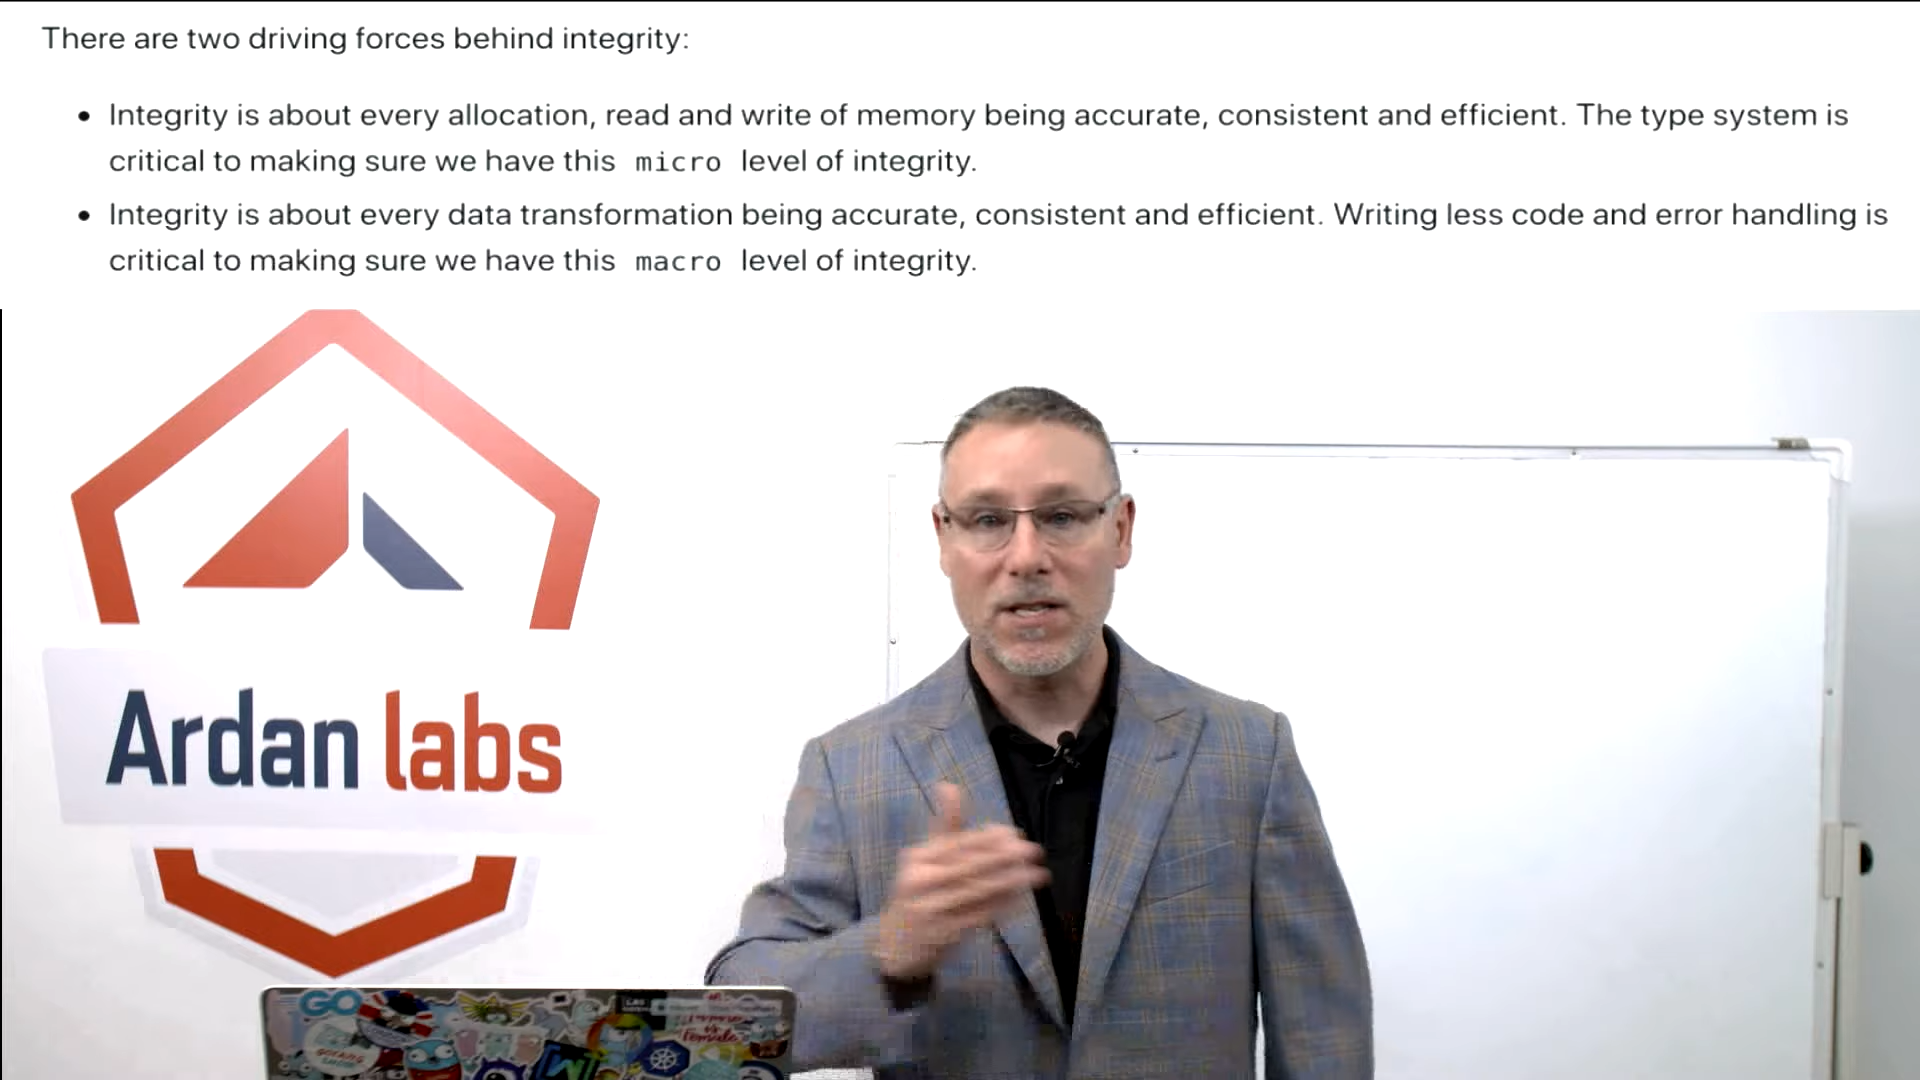 There are two driving forces behind integrity:
• Integrity is about every allocation, read and write of memory being accurate, consistent and efficient. The type system is
critical to making sure we have this micro level of integrity.
• Integrity is about every data transformation being accurate, consistent and efficient. Writing less code and error handling is
critical to making sure we have this macro level of integrity.
Ardan labs
GO
GOLANG